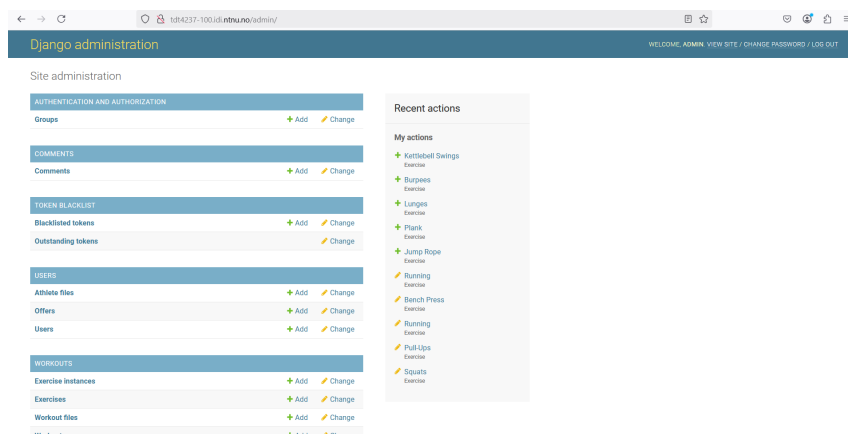 tdt4237-100.idi.ntnu.no/admin/
Django administration
WELCOME, ADMIN. VIEW SITE / CHANGE PASSWORD / LOG OUT
Site administration
AUTHENTICATION AND AUTHORIZATION
Groups + Add Change
COMMENTS
Comments + Add Change
TOKEN BLACKLIST
Blacklisted tokens + Add Change
Outstanding tokens Change
USERS
Athlete files + Add Change
Offers + Add Change
Users + Add Change
WORKOUTS
Exercise instances + Add Change
Exercises + Add Change
Workout files + Add Change
Recent actions
My actions
+ Kettlebell Swings
Exercise
+ Burpees
Exercise
+ Lunges
Exercise
+ Plank
Exercise
+ Jump Rope
Exercise
Running
Exercise
Bench Press
Exercise
Running
Exercise
Pull-Ups
Exercise
Squats
Exercise